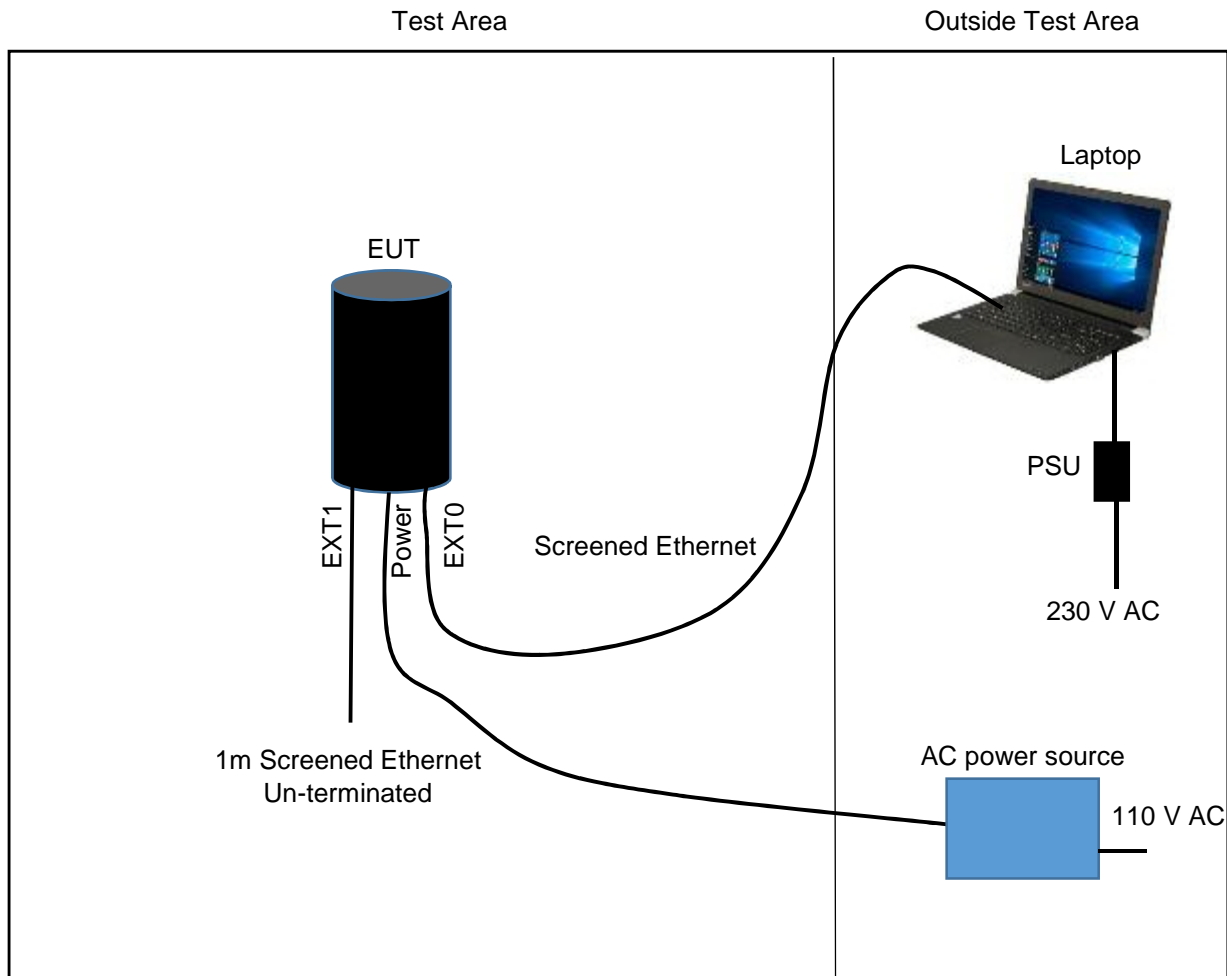 Test Area
Outside Test Area
Laptop
EUT
PSU
EXT1
Power
EXT0
Screened Ethernet
230 V AC
1m Screened Ethernet
Un-terminated
AC power source
110 V AC